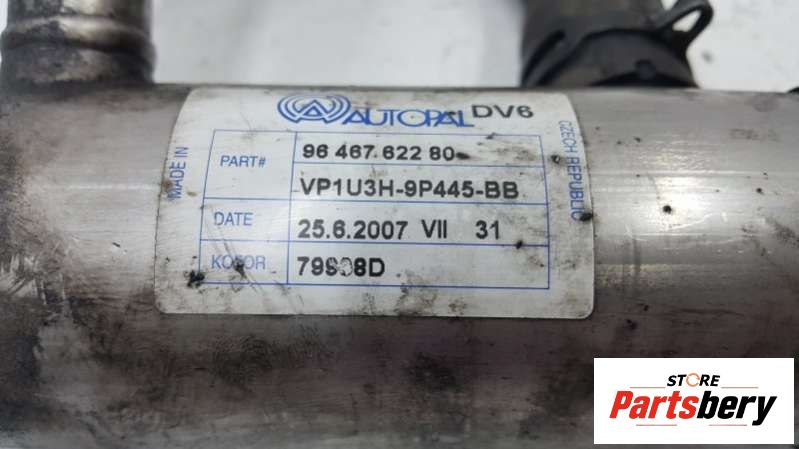 AUTOPAL DV6
MADE IN
CZECH REPUBLIC
PART# 96 467 622 80
VP1U3H-9P445-BB
DATE 25.6.2007 VII 31
79908D
STORE
Partsbery